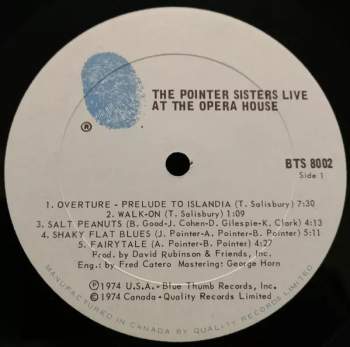 THE POINTER SISTERS LIVE
AT THE OPERA HOUSE
®
BTS 8002
Side 1
1. OVERTURE - PRELUDE TO ISLANDIA (T. Salisbury) 7:30
2. WALK-ON (T. Salisbury) 1:09
3. SALT PEANUTS (B. Good-J. Cohen-D. Gillespie-K, Clark) 4:13
4. SHAKY FLAT BLUES (J. Pointer-A. Pointer-B. Pointer) 5:11
5. FAIRYTALE (A. Pointer-B. Pointer) 4:27
Prod. by David Rubinson & Friends, Inc.
Eng.: by Fred Catero Mastering: George Horn
Ⓟ1974 U.S.A.- Blue Thumb Records, Inc.
©1974 Canada - Quality Records Limited
MANUFACTURED IN CANADA BY QUALITY RECORDS LIMITED